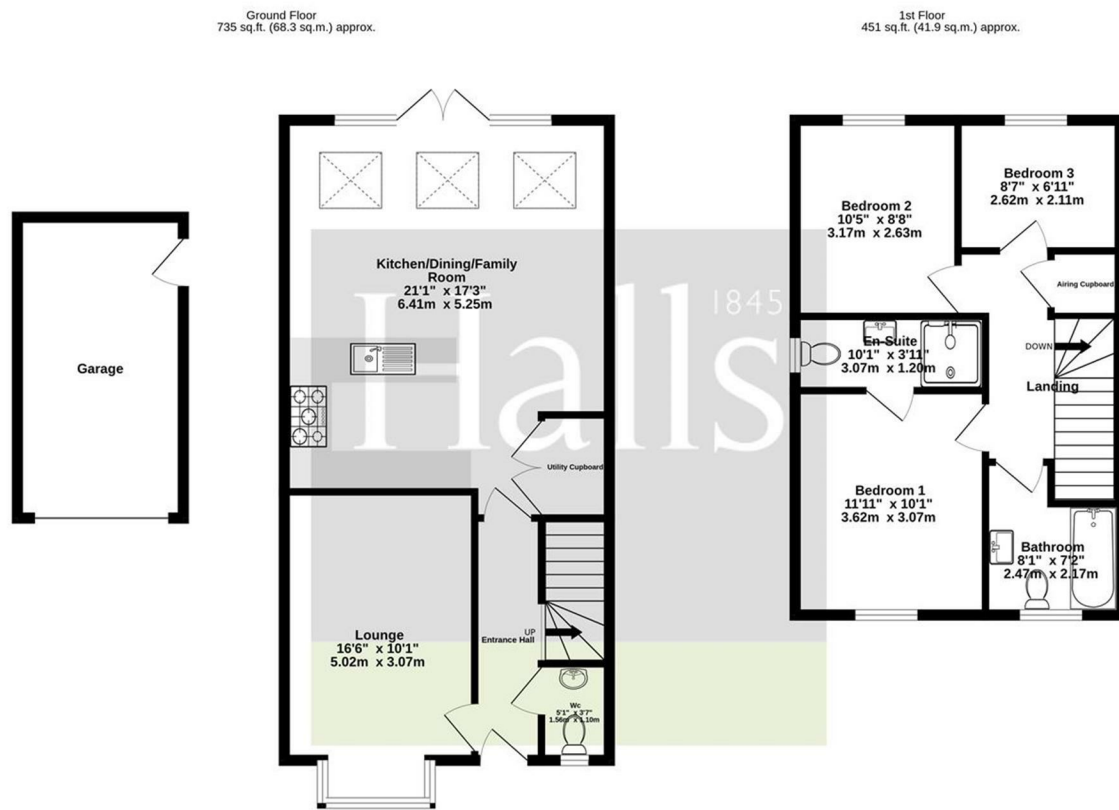 Ground Floor
735 sq.ft. (68.3 sq.m.) approx.
1st Floor
451 sq.ft. (41.9 sq.m.) approx.
Garage
Kitchen/Dining/Family
Room
21'1" x 17'3"
6.41m x 5.25m
Utility Cupboard
Lounge
16'6" x 10'1"
5.02m x 3.07m
UP
Entrance Hall
Wc
5'1" x 3'7"
1.56m x 1.10m
Bedroom 2
10'5" x 8'8"
3.17m x 2.63m
Bedroom 3
8'7" x 6'11"
2.62m x 2.11m
Airing Cupboard
En-Suite
10'1" x 3'11"
3.07m x 1.20m
DOWN
Landing
Bedroom 1
11'11" x 10'1"
3.62m x 3.07m
Bathroom
8'1" x 7'2"
2.47m x 2.17m
Halls
1845